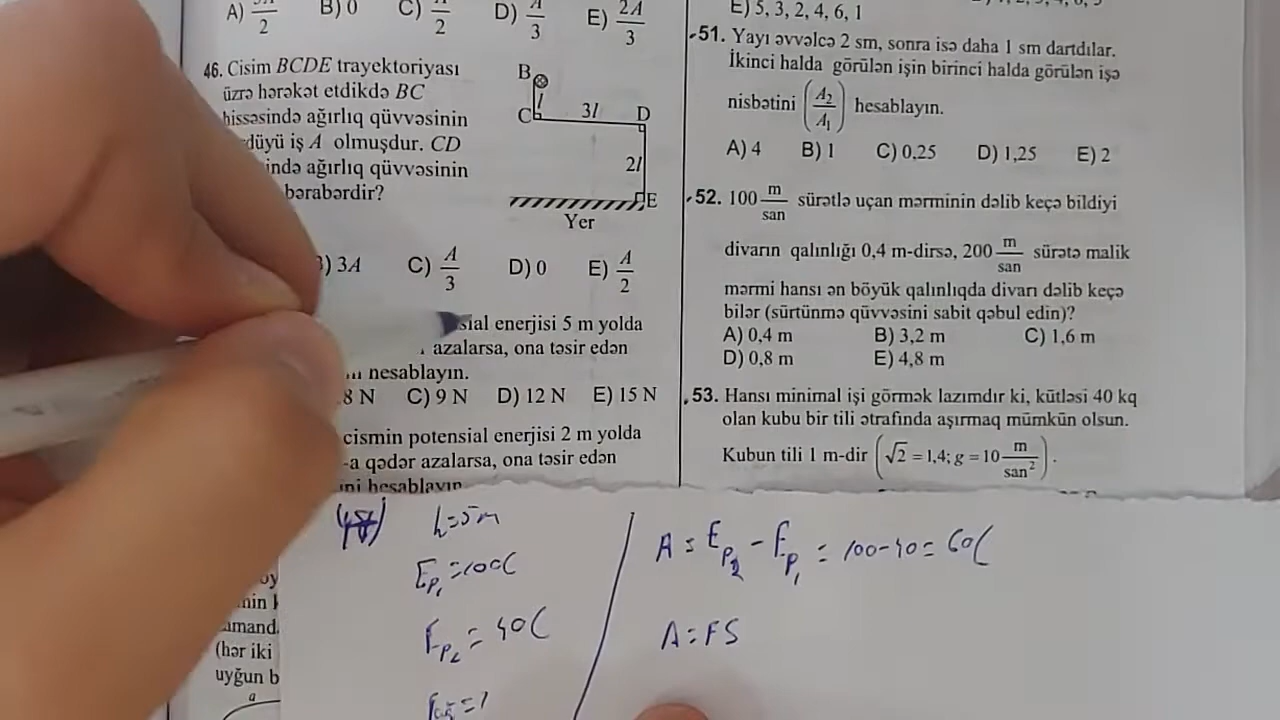 A) 2 B) 0 C) 2 D) A/3 E) 2A/3
46. Cisim BCDE trayektoriyası
üzrə hərəkət etdikdə BC
hissəsində ağırlıq qüvvəsinin
düyü iş A olmuşdur. CD
ində ağırlıq qüvvəsinin
bərabərdir?
B
l
C
3l
D
2l
E
Yer
) 3A C) A/3 D) 0 E) A/2
sial enerjisi 5 m yolda
azalarsa, ona təsir edən
hesablayın.
8 N C) 9 N D) 12 N E) 15 N
cismin potensial enerjisi 2 m yolda
-a qədər azalarsa, ona təsir edən
ini hesablayın
(hər iki
uyğun b
a
E) 5, 3, 2, 4, 6, 1
51. Yayı əvvəlcə 2 sm, sonra isə daha 1 sm dartdılar.
İkinci halda görülən işin birinci halda görülən işə
nisbətini (A₂/A₁) hesablayın.
A) 4 B) 1 C) 0,25 D) 1,25 E) 2
52. 100 m/san sürətlə uçan mərminin dəlib keçə bildiyi
divarın qalınlığı 0,4 m-dirsə, 200 m/san sürətə malik
mərmi hansı ən böyük qalınlıqda divarı dəlib keçə
bilər (sürtünmə qüvvəsini sabit qəbul edin)?
A) 0,4 m B) 3,2 m C) 1,6 m
D) 0,8 m E) 4,8 m
53. Hansı minimal işi görmək lazımdır ki, kütləsi 40 kq
olan kubu bir tili ətrafında aşırmaq mümkün olsun.
Kubun tili 1 m-dir (√2 = 1,4; g = 10 m/san²).
h=5m
Ep₁=100C
Ep₂=40C
A=Ep₂-Ep₁=100-40=60C
A=FS